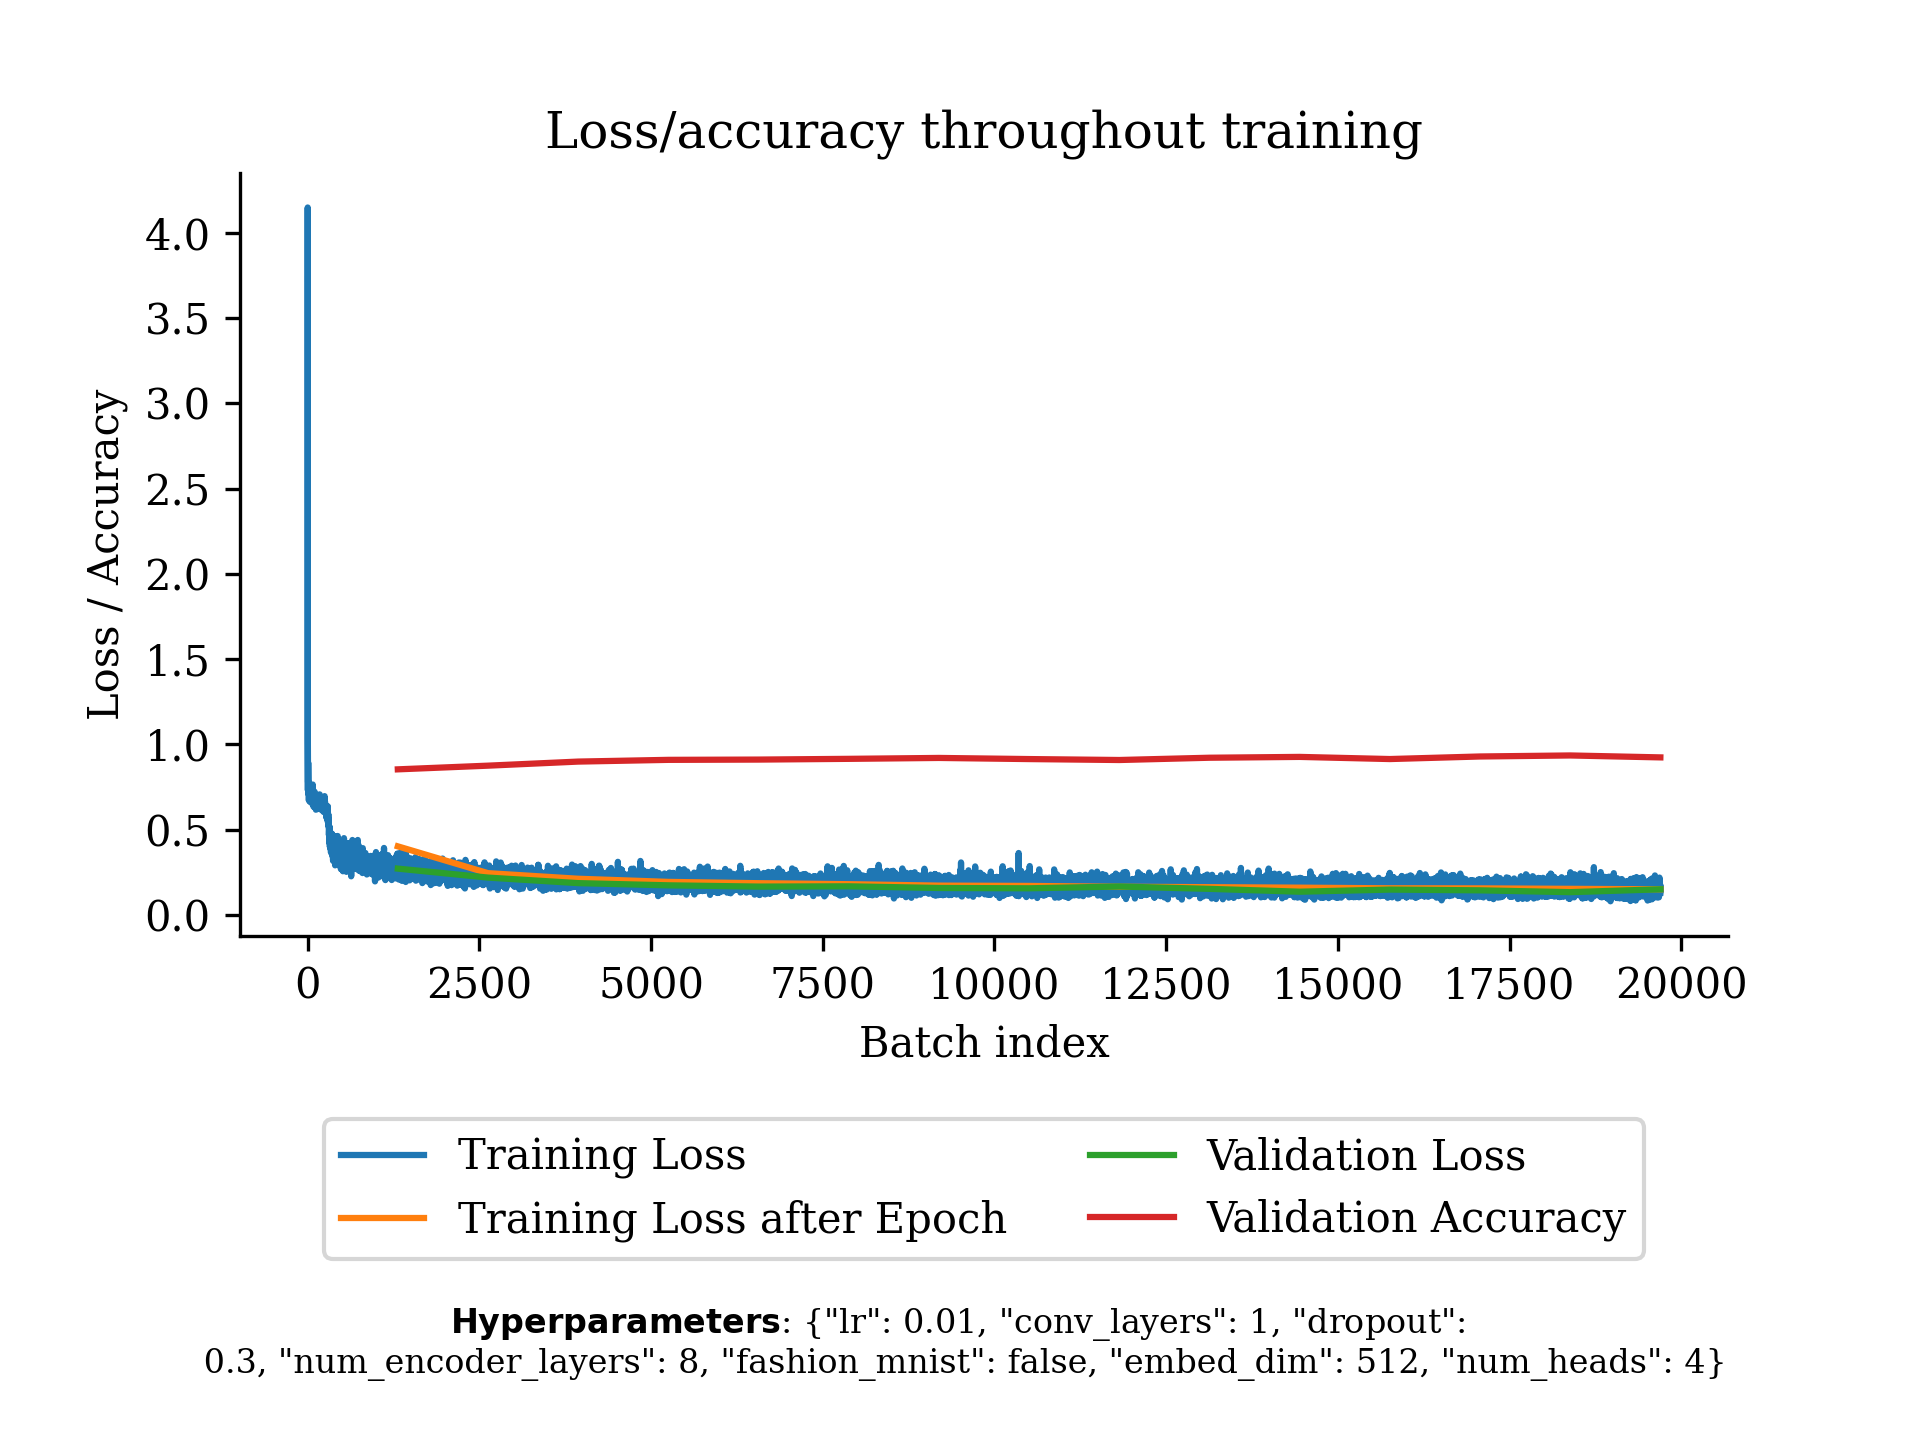 Loss/accuracy throughout training
Loss / Accuracy
4.0
3.5
3.0
2.5
2.0
1.5
1.0
0.5
0.0
0 2500 5000 7500 10000 12500 15000 17500 20000
Batch index
Training Loss
Training Loss after Epoch
Validation Loss
Validation Accuracy
Hyperparameters: {"lr": 0.01, "conv_layers": 1, "dropout":
0.3, "num_encoder_layers": 8, "fashion_mnist": false, "embed_dim": 512, "num_heads": 4}